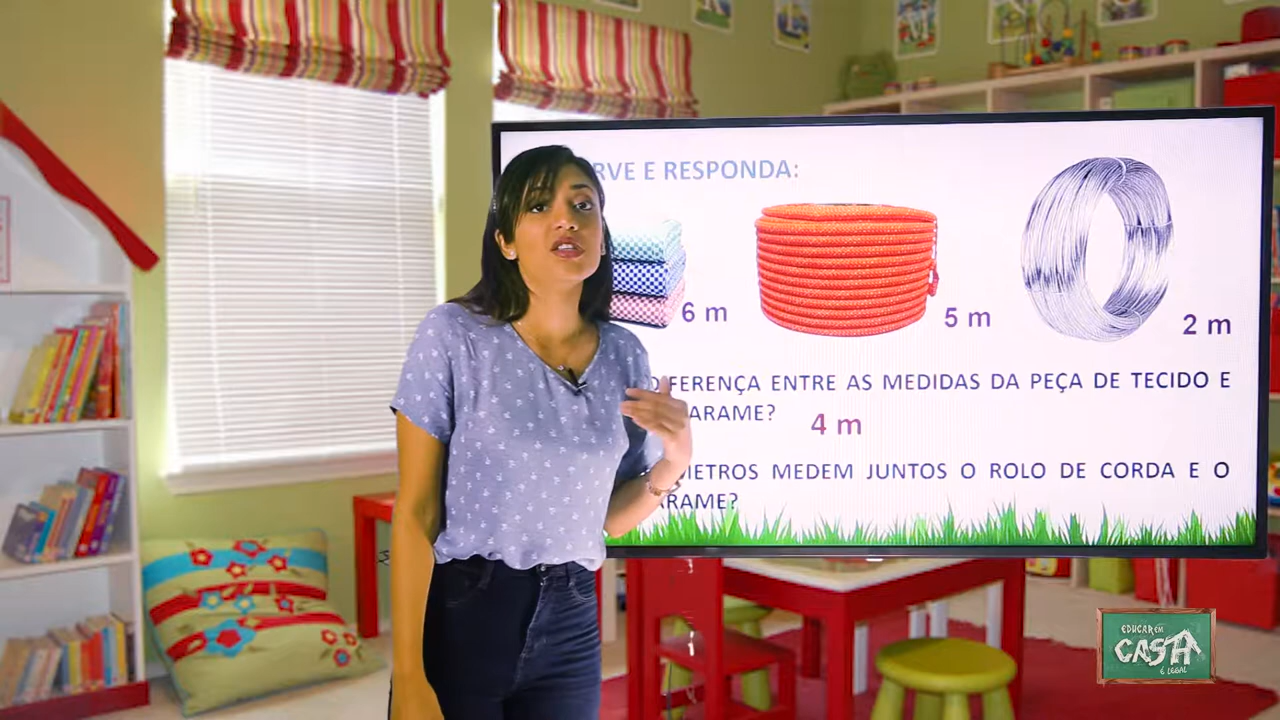 RVE E RESPONDA:
6 m
5 m
2 m
DIFERENÇA ENTRE AS MEDIDAS DA PEÇA DE TECIDO E
ARAME?
4 m
METROS MEDEM JUNTOS O ROLO DE CORDA E O
ARAME?
EDUCAR EM
CASA
É LEGAL